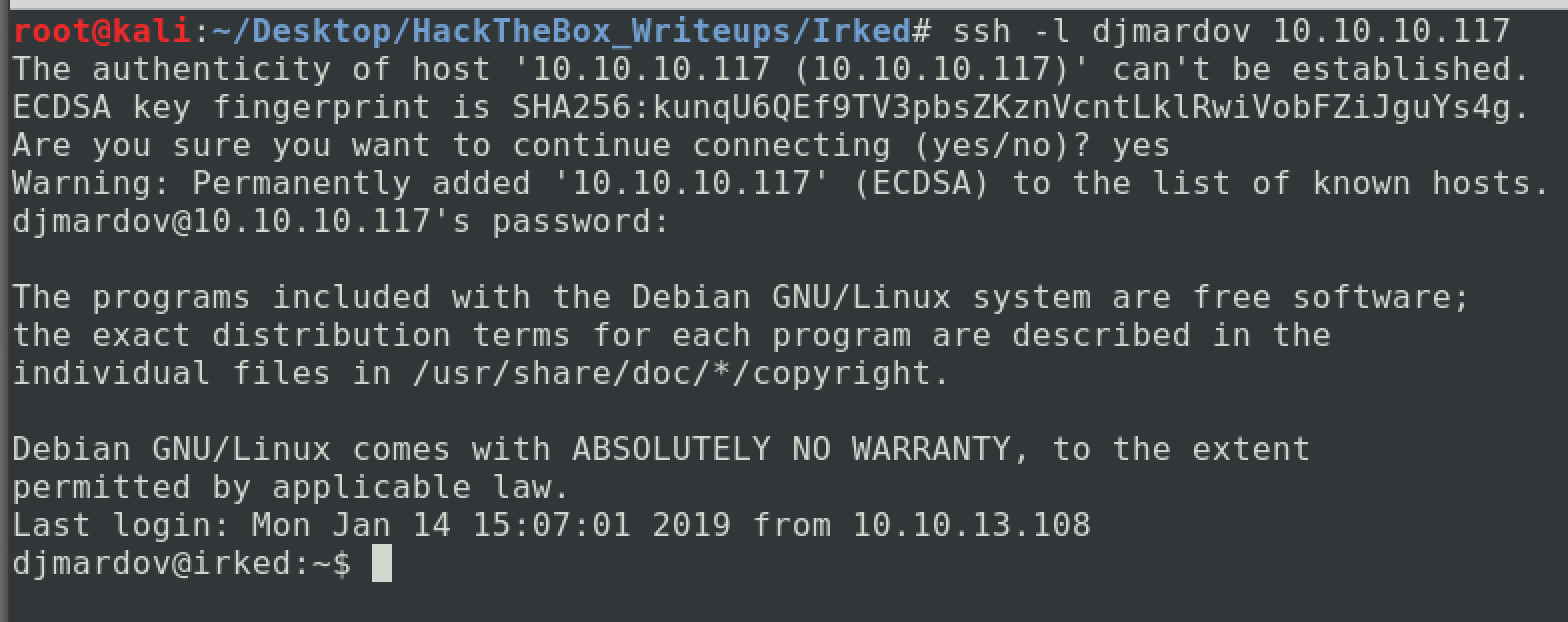 root@kali:~/Desktop/HackTheBox_Writeups/Irked# ssh -l djmardov 10.10.10.117
The authenticity of host '10.10.10.117 (10.10.10.117)' can't be established.
ECDSA key fingerprint is SHA256:kunqU6QEf9TV3pbsZKznVcntLklRwiVobFZiJguYs4g.
Are you sure you want to continue connecting (yes/no)? yes
Warning: Permanently added '10.10.10.117' (ECDSA) to the list of known hosts.
djmardov@10.10.10.117's password:
The programs included with the Debian GNU/Linux system are free software;
the exact distribution terms for each program are described in the
individual files in /usr/share/doc/*/copyright.
Debian GNU/Linux comes with ABSOLUTELY NO WARRANTY, to the extent
permitted by applicable law.
Last login: Mon Jan 14 15:07:01 2019 from 10.10.13.108
djmardov@irked:~$